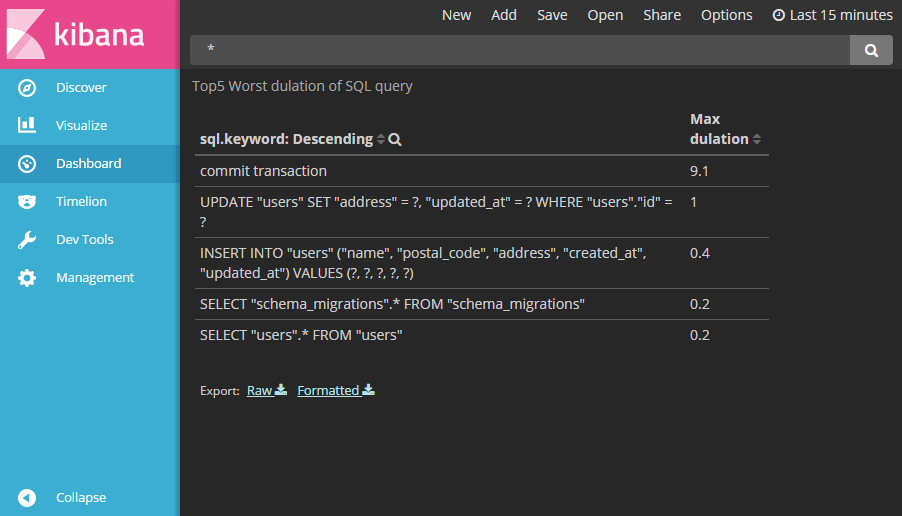 kibana
New Add Save Open Share Options Last 15 minutes
*
Discover
Visualize
Dashboard
Timelion
Dev Tools
Management
Collapse
Top5 Worst dulation of SQL query
Max
sql.keyword: Descending dulation
commit transaction 9.1
UPDATE "users" SET "address" = ?, "updated_at" = ? WHERE "users"."id" = 1
?
INSERT INTO "users" ("name", "postal_code", "address", "created_at", 0.4
"updated_at") VALUES (?, ?, ?, ?, ?)
SELECT "schema_migrations".* FROM "schema_migrations" 0.2
SELECT "users".* FROM "users" 0.2
Export: Raw Formatted